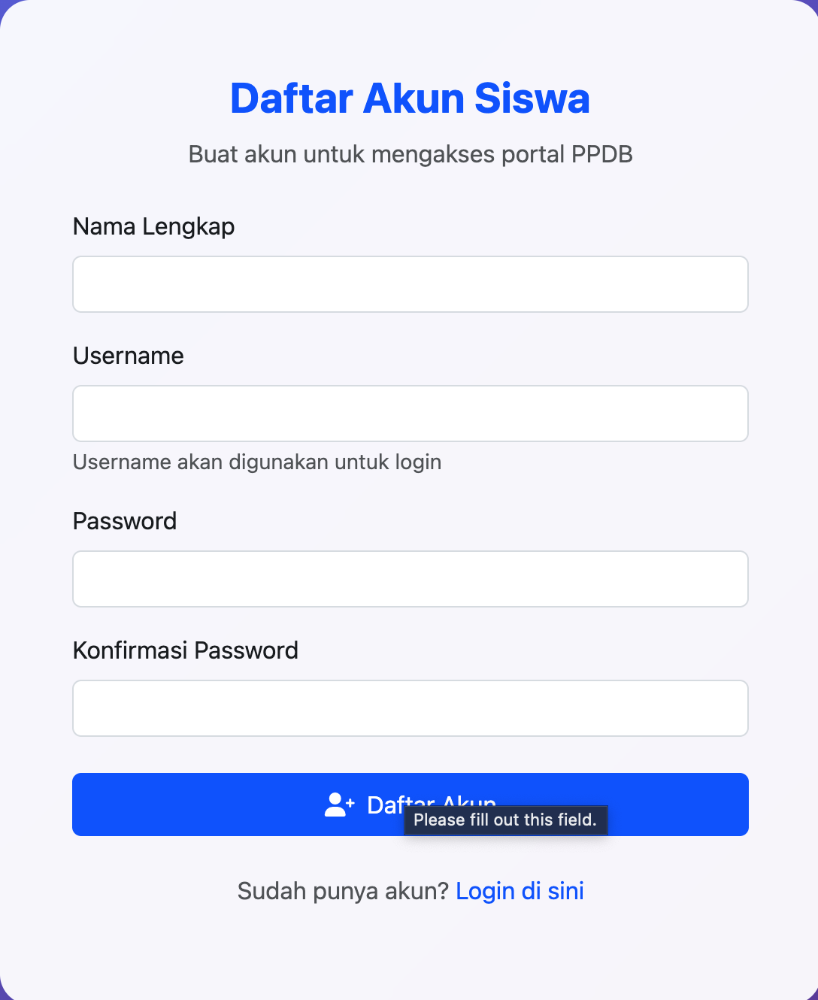 Daftar Akun Siswa
Buat akun untuk mengakses portal PPDB
Nama Lengkap
Username
Username akan digunakan untuk login
Password
Konfirmasi Password
Daftar Akun
Please fill out this field.
Sudah punya akun? Login di sini